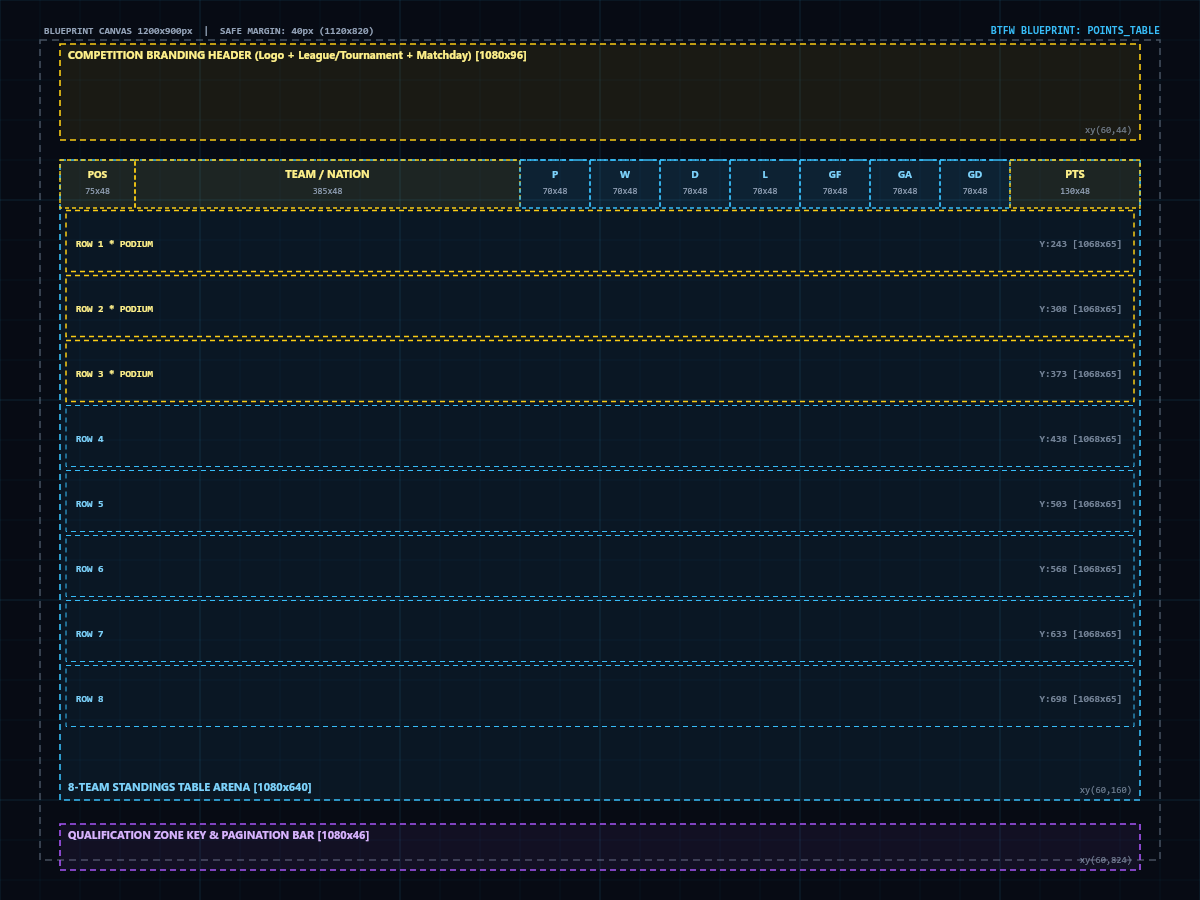 BLUEPRINT CANVAS 1200x900px | SAFE MARGIN: 40px (1120x820)
BTFW BLUEPRINT: POINTS_TABLE
COMPETITION BRANDING HEADER (Logo + League/Tournament + Matchday) [1080x96]
xy(60,44)
POS TEAM / NATION P W D L GF GA GD PTS
75x48 385x48 70x48 70x48 70x48 70x48 70x48 70x48 70x48 130x48
ROW 1 * PODIUM Y:243 [1068x65]
ROW 2 * PODIUM Y:308 [1068x65]
ROW 3 * PODIUM Y:373 [1068x65]
ROW 4 Y:438 [1068x65]
ROW 5 Y:503 [1068x65]
ROW 6 Y:568 [1068x65]
ROW 7 Y:633 [1068x65]
ROW 8 Y:698 [1068x65]
8-TEAM STANDINGS TABLE ARENA [1080x640]
xy(60,160)
QUALIFICATION ZONE KEY & PAGINATION BAR [1080x46]
xy(60,824)